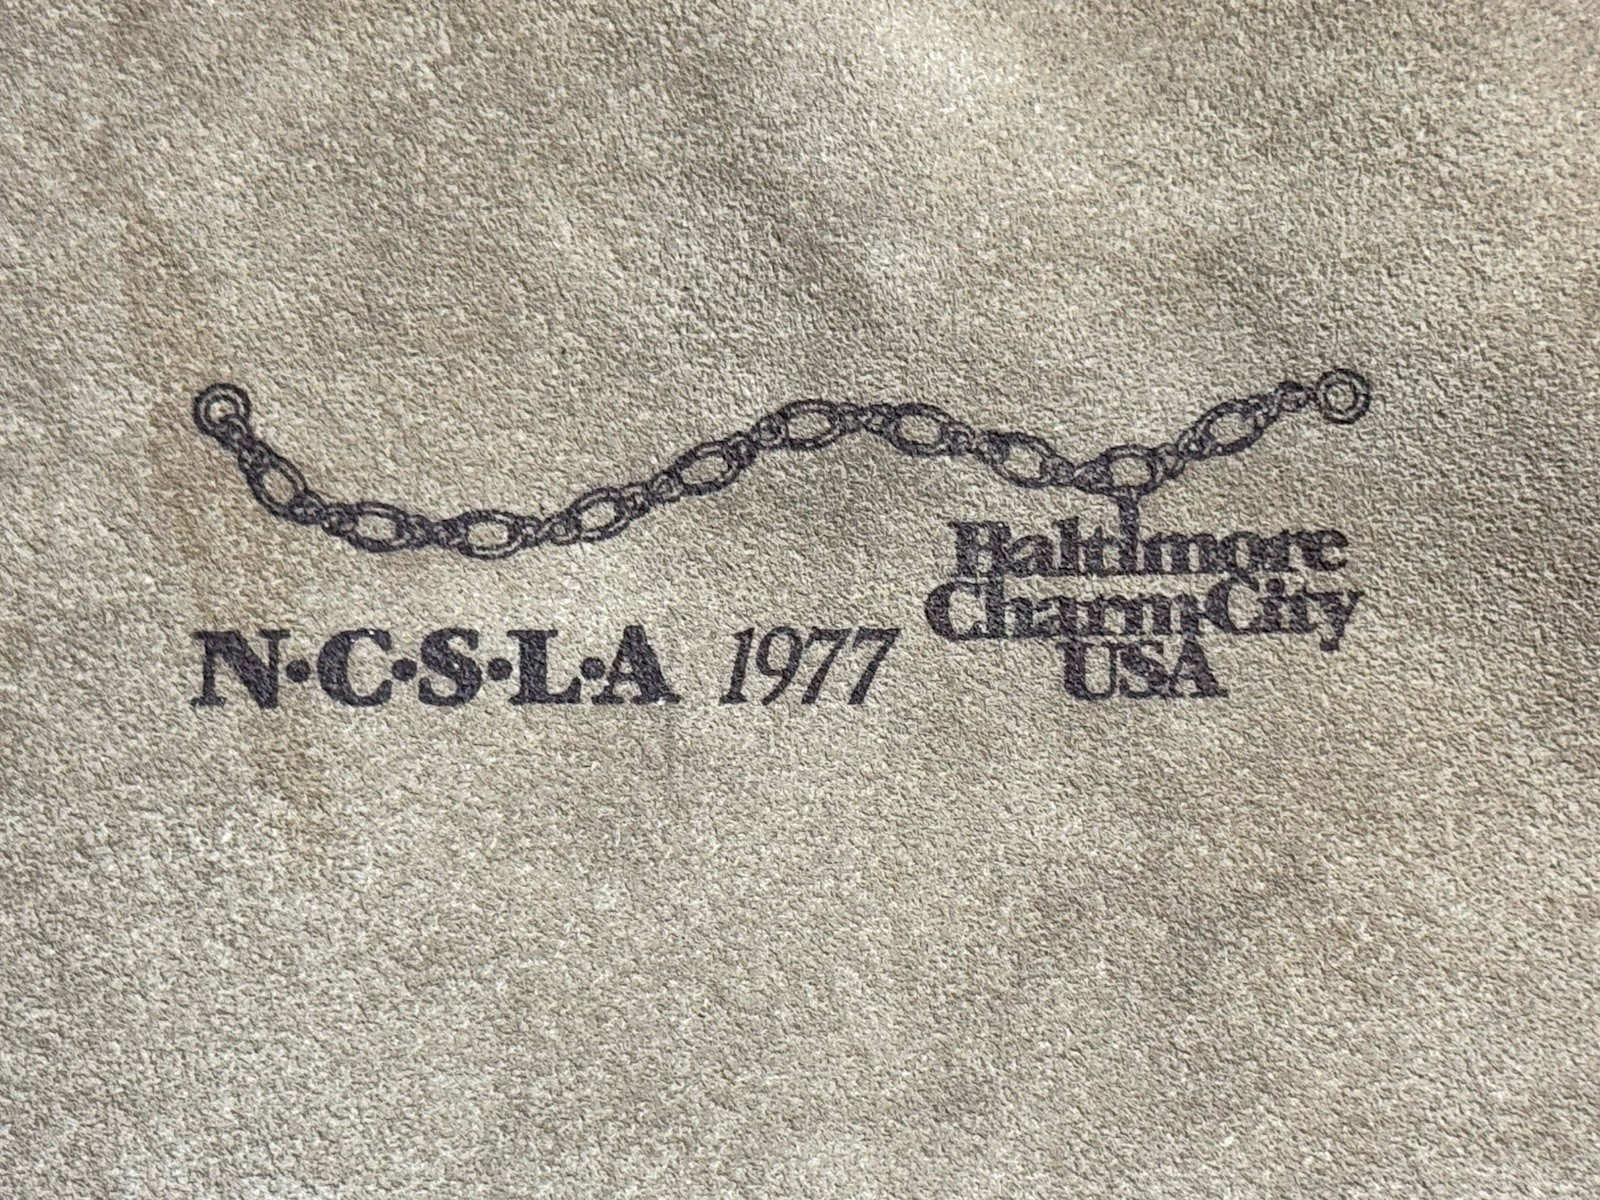 N·C·S·L·A 1977
Baltimore
Charm·City
USA